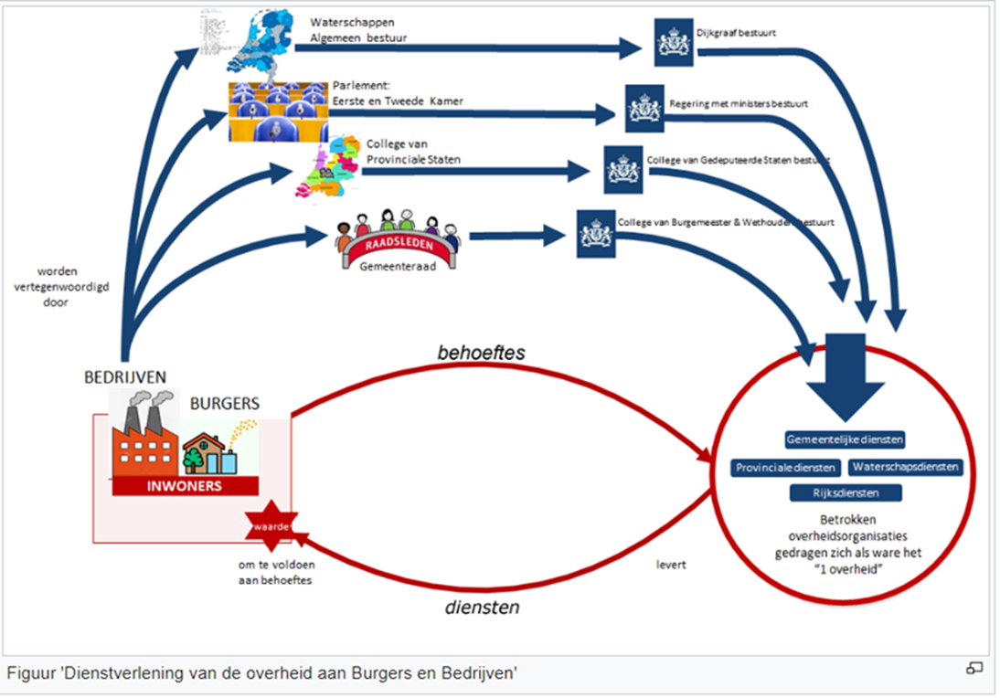 Waterschappen
Algemeen bestuur
Dijkgraaf bestuurt
Parlement:
Eerste en Tweede Kamer
Regering met ministers bestuurt
College van
Provinciale Staten
College van Gedeputeerde Staten bestuurt
RAADSLEDEN
Gemeenteraad
College van Burgemeester & Wethouders bestuurt
worden
vertegenwoordigd
door
BEDRIJVEN
BURGERS
INWONERS
waarde
om te voldoen
aan behoeftes
behoeftes
diensten
levert
Gemeentelijke diensten
Provinciale diensten
Waterschapsdiensten
Rijksdiensten
Betrokken
overheidsorganisaties
gedragen zich als ware het
“1 overheid”
Figuur 'Dienstverlening van de overheid aan Burgers en Bedrijven'